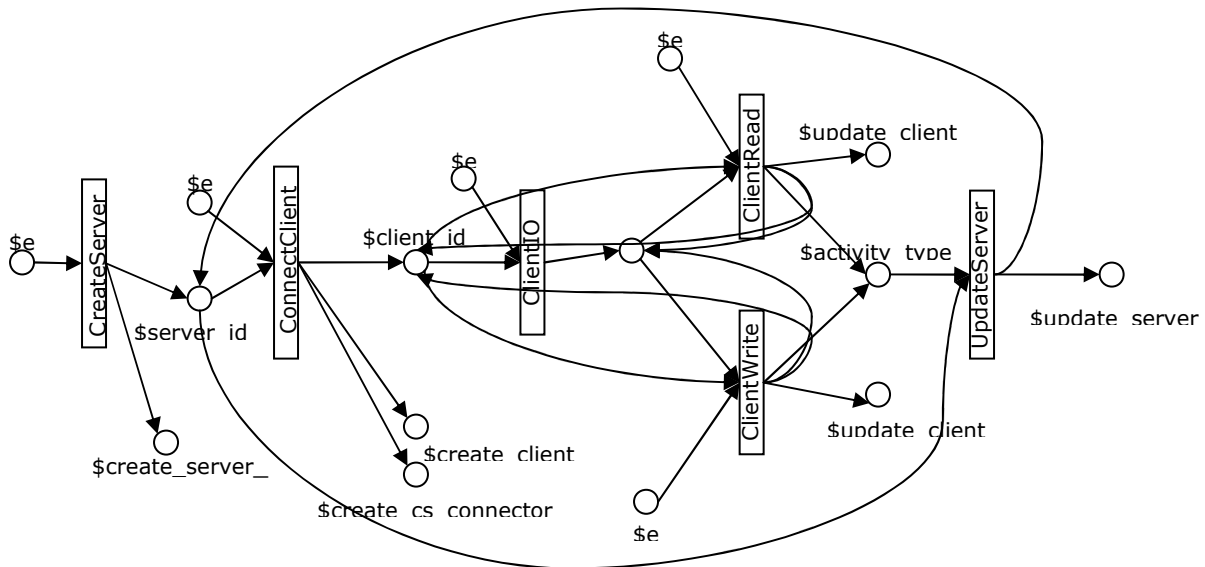 $e
CreateServer
$server_id
$create_server_
$e
ConnectClient
$client_id
$create_client
$create_cs_connector
$e
ClientIO
$e
ClientRead
$update_client
$activity_type
ClientWrite
$update_client
$e
UpdateServer
$update_server